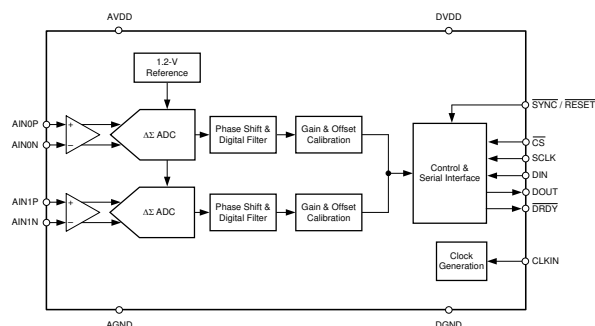 AVDD
DVDD
1.2-V
Reference
SYNC / RESET
AIN0P
+
ΔΣ ADC
Phase Shift &
Digital Filter
Gain & Offset
Calibration
AIN0N
−
CS
Control &
Serial Interface
SCLK
DIN
DOUT
DRDY
AIN1P
+
ΔΣ ADC
Phase Shift &
Digital Filter
Gain & Offset
Calibration
AIN1N
−
Clock
Generation
CLKIN
AGND
DGND